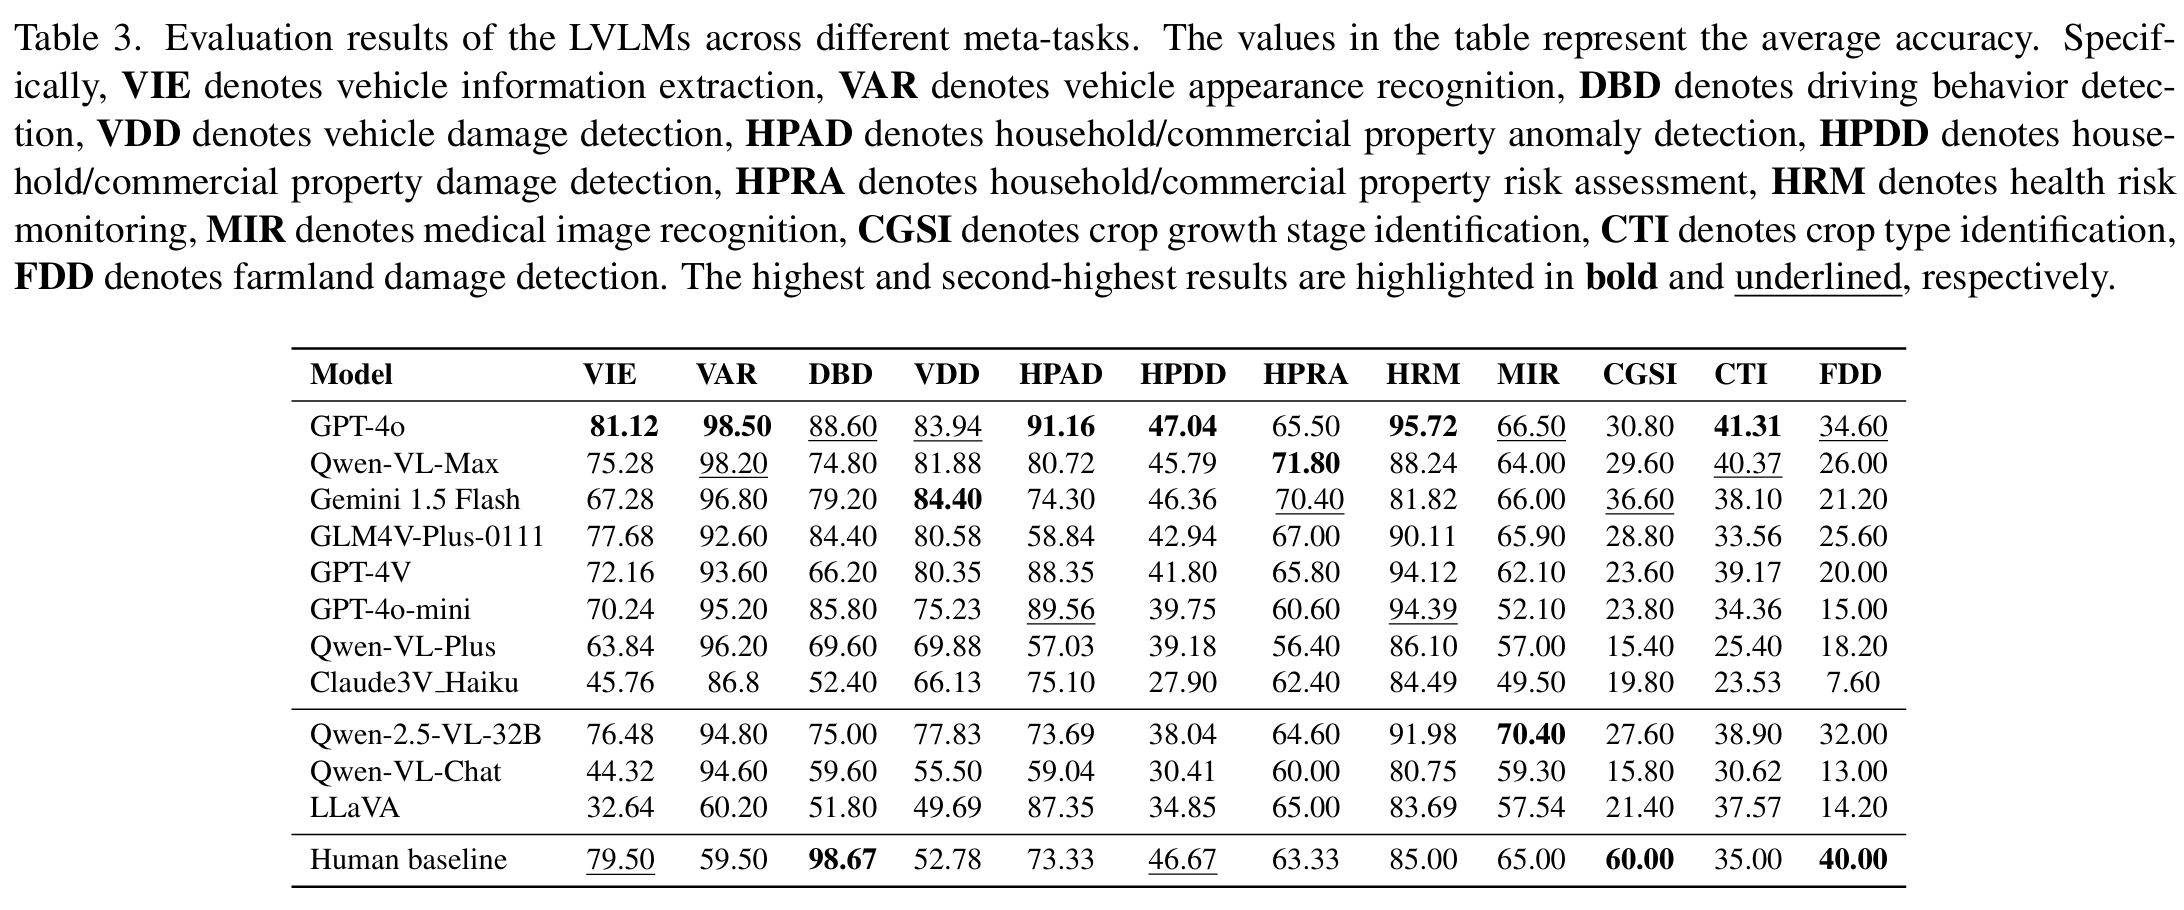 Table 3. Evaluation results of the LVLMs across different meta-tasks. The values in the table represent the average accuracy. Specif-
ically, VIE denotes vehicle information extraction, VAR denotes vehicle appearance recognition, DBD denotes driving behavior detec-
tion, VDD denotes vehicle damage detection, HPAD denotes household/commercial property anomaly detection, HPDD denotes house-
hold/commercial property damage detection, HPRA denotes household/commercial property risk assessment, HRM denotes health risk
monitoring, MIR denotes medical image recognition, CGSI denotes crop growth stage identification, CTI denotes crop type identification,
FDD denotes farmland damage detection. The highest and second-highest results are highlighted in bold and underlined, respectively.
Model VIE VAR DBD VDD HPAD HPDD HPRA HRM MIR CGSI CTI FDD
GPT-4o 81.12 98.50 88.60 83.94 91.16 47.04 65.50 95.72 66.50 30.80 41.31 34.60
Qwen-VL-Max 75.28 98.20 74.80 81.88 80.72 45.79 71.80 88.24 64.00 29.60 40.37 26.00
Gemini 1.5 Flash 67.28 96.80 79.20 84.40 74.30 46.36 70.40 81.82 66.00 36.60 38.10 21.20
GLM4V-Plus-0111 77.68 92.60 84.40 80.58 58.84 42.94 67.00 90.11 65.90 28.80 33.56 25.60
GPT-4V 72.16 93.60 66.20 80.35 88.35 41.80 65.80 94.12 62.10 23.60 39.17 20.00
GPT-4o-mini 70.24 95.20 85.80 75.23 89.56 39.75 60.60 94.39 52.10 23.80 34.36 15.00
Qwen-VL-Plus 63.84 96.20 69.60 69.88 57.03 39.18 56.40 86.10 57.00 15.40 25.40 18.20
Claude3V_Haiku 45.76 86.8 52.40 66.13 75.10 27.90 62.40 84.49 49.50 19.80 23.53 7.60
Qwen-2.5-VL-32B 76.48 94.80 75.00 77.83 73.69 38.04 64.60 91.98 70.40 27.60 38.90 32.00
Qwen-VL-Chat 44.32 94.60 59.60 55.50 59.04 30.41 60.00 80.75 59.30 15.80 30.62 13.00
LLaVA 32.64 60.20 51.80 49.69 87.35 34.85 65.00 83.69 57.54 21.40 37.57 14.20
Human baseline 79.50 59.50 98.67 52.78 73.33 46.67 63.33 85.00 65.00 60.00 35.00 40.00